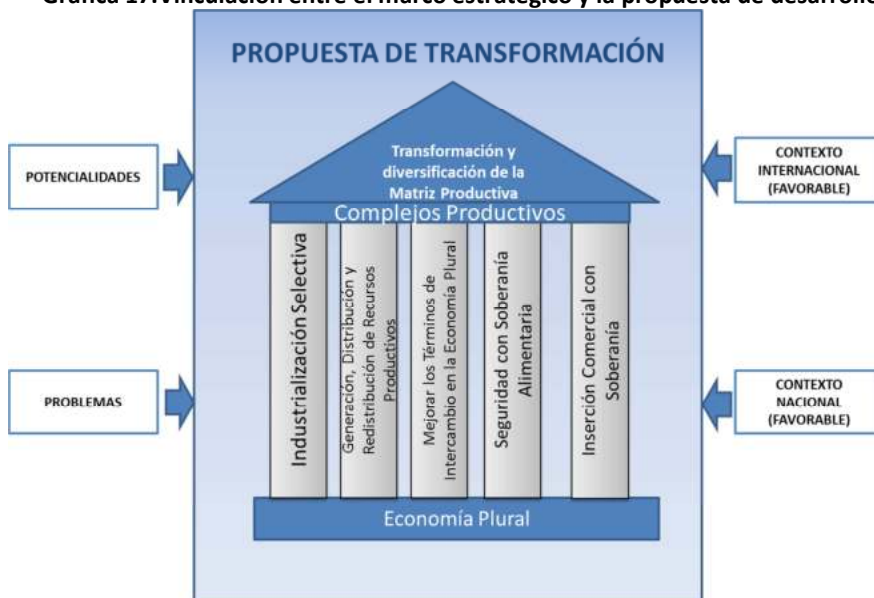 Gráfica 17.Vinculación entre el marco estratégico y la propuesta de desarrollo
PROPUESTA DE TRANSFORMACIÓN
Transformación y
diversificación de la
Matriz Productiva
Complejos Productivos
POTENCIALIDADES
PROBLEMAS
Industrialización Selectiva
Generación, Distribución y
Redistribución de Recursos
Productivos
Mejorar los Términos de
Intercambio en la Economía Plural
Seguridad con Soberanía
Alimentaria
Inserción Comercial con
Soberanía
CONTEXTO
INTERNACIONAL
(FAVORABLE)
CONTEXTO
NACIONAL
(FAVORABLE)
Economía Plural